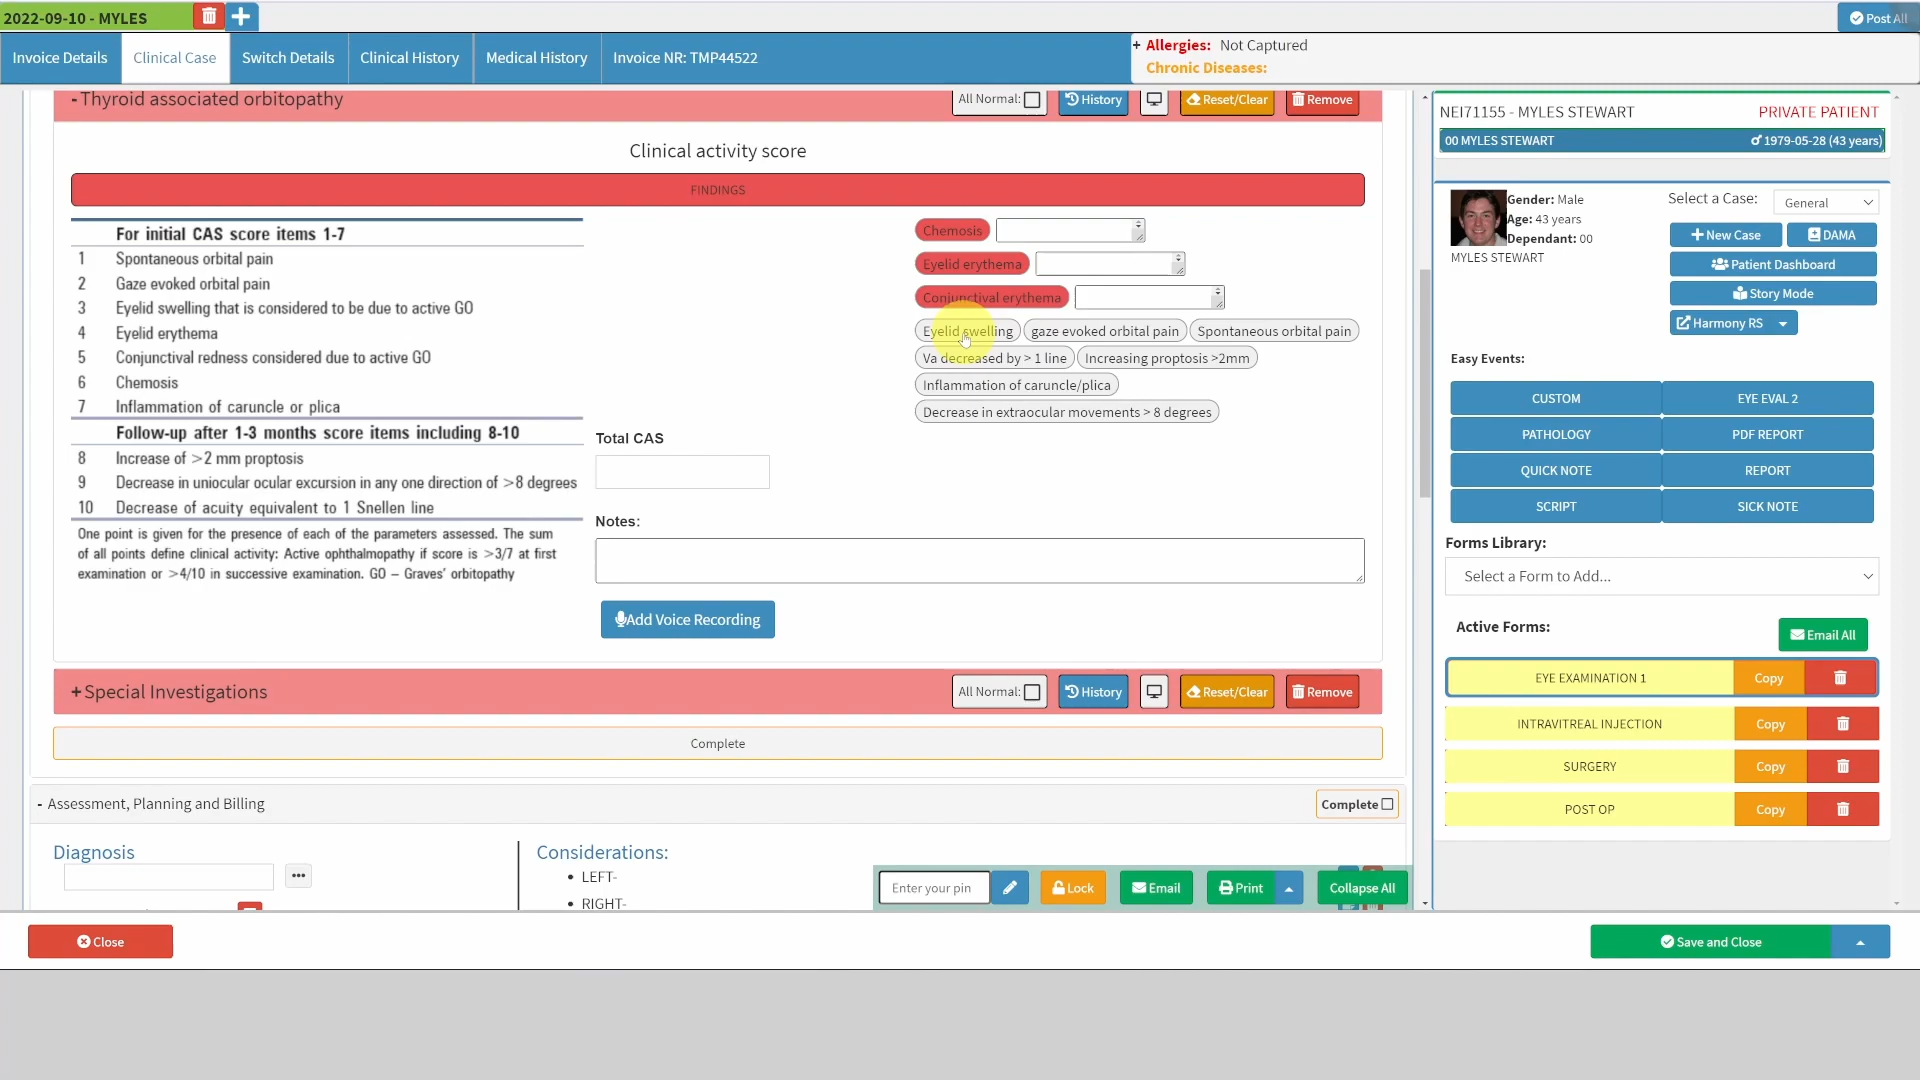 2022-09-10 - MYLES
Post All
Invoice Details
Clinical Case
Switch Details
Clinical History
Medical History
Invoice NR: TMP44522
+ Allergies: Not Captured
Chronic Diseases:
- Thyroid associated orbitopathy
All Normal:
History
Reset/Clear
Remove
Clinical activity score
FINDINGS
For initial CAS score items 1-7
1 Spontaneous orbital pain
2 Gaze evoked orbital pain
3 Eyelid swelling that is considered to be due to active GO
4 Eyelid erythema
5 Conjunctival redness considered due to active GO
6 Chemosis
7 Inflammation of caruncle or plica
Follow-up after 1-3 months score items including 8-10
8 Increase of >2 mm proptosis
9 Decrease in uniocular ocular excursion in any one direction of >8 degrees
10 Decrease of acuity equivalent to 1 Snellen line
One point is given for the presence of each of the parameters assessed. The sum
of all points define clinical activity: Active ophthalmopathy if score is >3/7 at first
examination or >4/10 in successive examination. GO – Graves' orbitopathy
Chemosis
Eyelid erythema
Conjunctival erythema
Eyelid swelling
gaze evoked orbital pain
Spontaneous orbital pain
Va decreased by > 1 line
Increasing proptosis >2mm
Inflammation of caruncle/plica
Decrease in extraocular movements > 8 degrees
Total CAS
Notes:
Add Voice Recording
+ Special Investigations
All Normal:
History
Reset/Clear
Remove
Complete
- Assessment, Planning and Billing
Complete
Diagnosis
Considerations:
• LEFT-
• RIGHT-
Enter your pin
Lock
Email
Print
Collapse All
Close
Save and Close
NEI71155 - MYLES STEWART
PRIVATE PATIENT
00 MYLES STEWART
1979-05-28 (43 years)
Gender: Male
Age: 43 years
Dependant: 00
MYLES STEWART
Select a Case:
General
New Case
DAMA
Patient Dashboard
Story Mode
Harmony RS
Easy Events:
CUSTOM
EYE EVAL 2
PATHOLOGY
PDF REPORT
QUICK NOTE
REPORT
SCRIPT
SICK NOTE
Forms Library:
Select a Form to Add...
Active Forms:
Email All
EYE EXAMINATION 1
Copy
INTRAVITREAL INJECTION
Copy
SURGERY
Copy
POST OP
Copy